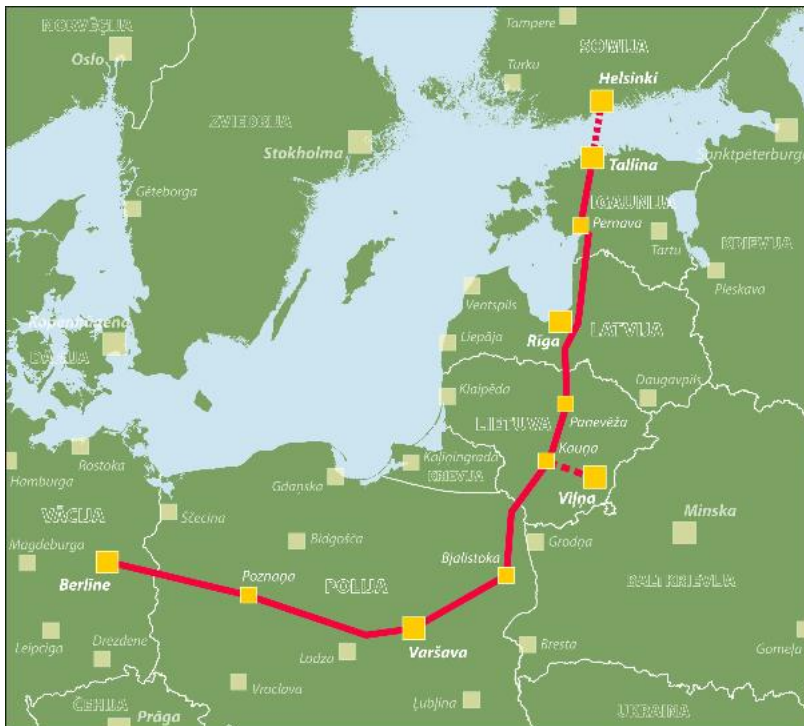 NORVĒĢIJA
Oslo
Tampere
SOMIJA
Turku
Helsinki
ZVIEDRIJA
Stokholma
Sanktpēterburga
Tallina
Gēteborga
IGAUNIJA
Pernava
Tartu
KRIEVIJA
Pleskava
Ventspils
Kopenhāgena
Rīga
LATVIJA
Liepāja
DĀNIJA
Klaipēda
Daugavpils
LIETUVA
Panevēža
Rostoka
Kauņa
Kaļiņingrada
KRIEVIJA
Hamburga
Gdaņska
Viļņa
VĀCIJA
Ščecina
Minska
Magdeburga
Bidgošča
Grodņa
Bjalistoka
Berlīne
Poznaņa
POLIJA
BALTKRIEVIJA
Leipciga
Drezdene
Lodza
Varšava
Bresta
Gomeļa
Vraclava
ČEHIJA
Ļubļina
UKRAINA
Prāga